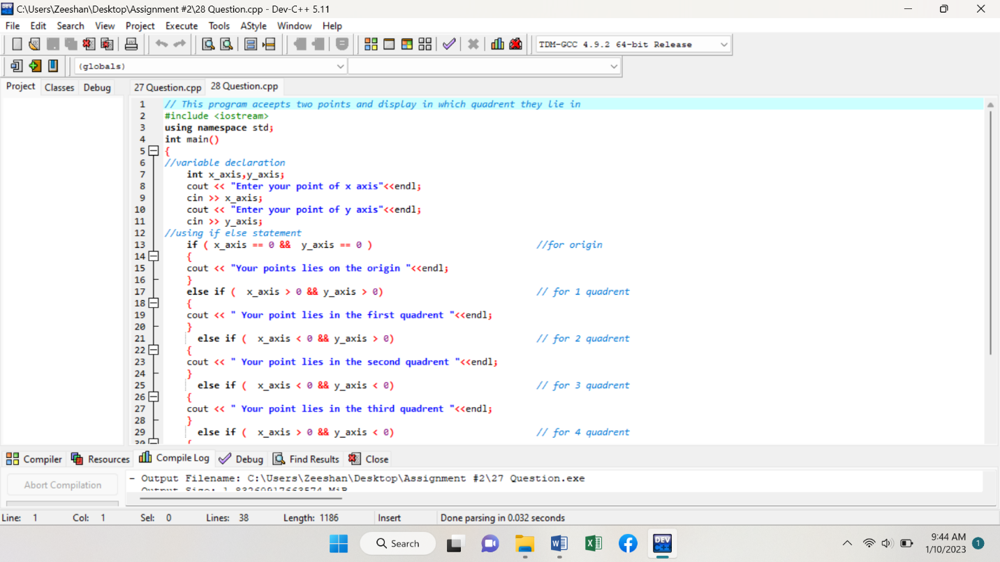 C:\Users\Zeeshan\Desktop\Assignment #2\28 Question.cpp - Dev-C++ 5.11
File Edit Search View Project Execute Tools AStyle Window Help
TDM-GCC 4.9.2 64-bit Release
(globals)
Project Classes Debug 27 Question.cpp 28 Question.cpp
1 // This program aceepts two points and display in which quadrent they lie in
2 #include <iostream>
3 using namespace std;
4 int main()
5 {
6 //variable declaration
7 int x_axis,y_axis;
8 cout << "Enter your point of x axis"<<endl;
9 cin >> x_axis;
10 cout << "Enter your point of y axis"<<endl;
11 cin >> y_axis;
12 //using if else statement
13 if ( x_axis == 0 && y_axis == 0 ) //for origin
14 {
15 cout << "Your points lies on the origin "<<endl;
16 }
17 else if ( x_axis > 0 && y_axis > 0) // for 1 quadrent
18 {
19 cout << " Your point lies in the first quadrent "<<endl;
20 }
21 else if ( x_axis < 0 && y_axis > 0) // for 2 quadrent
22 {
23 cout << " Your point lies in the second quadrent "<<endl;
24 }
25 else if ( x_axis < 0 && y_axis < 0) // for 3 quadrent
26 {
27 cout << " Your point lies in the third quadrent "<<endl;
28 }
29 else if ( x_axis > 0 && y_axis < 0) // for 4 quadrent
30 {
Compiler Resources Compile Log Debug Find Results Close
Abort Compilation
- Output Filename: C:\Users\Zeeshan\Desktop\Assignment #2\27 Question.exe
Output Size:
Line: 1 Col: 1 Sel: 0 Lines: 38 Length: 1186 Insert Done parsing in 0.032 seconds
Search
W
X
DEV
C++
9:44 AM
1/10/2023
1